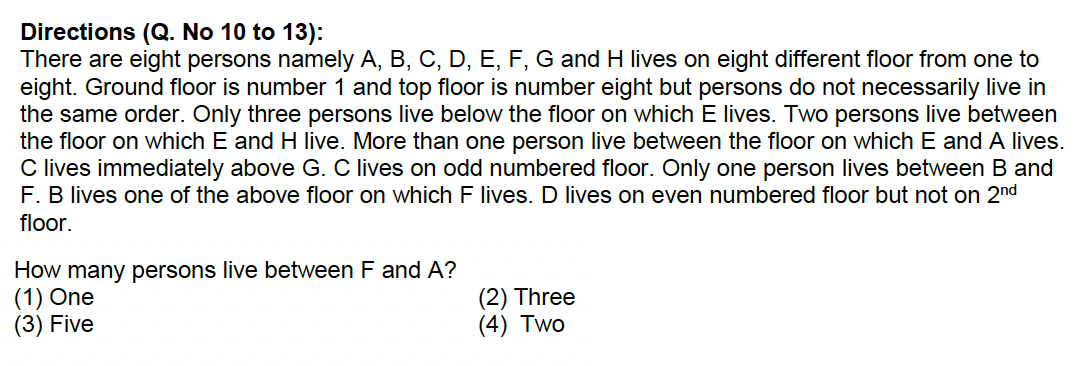 Directions (Q. No 10 to 13):
There are eight persons namely A, B, C, D, E, F, G and H lives on eight different floor from one to
eight. Ground floor is number 1 and top floor is number eight but persons do not necessarily live in
the same order. Only three persons live below the floor on which E lives. Two persons live between
the floor on which E and H live. More than one person live between the floor on which E and A lives.
C lives immediately above G. C lives on odd numbered floor. Only one person lives between B and
F. B lives one of the above floor on which F lives. D lives on even numbered floor but not on 2nd
floor.
How many persons live between F and A?
(1) One (2) Three
(3) Five (4) Two